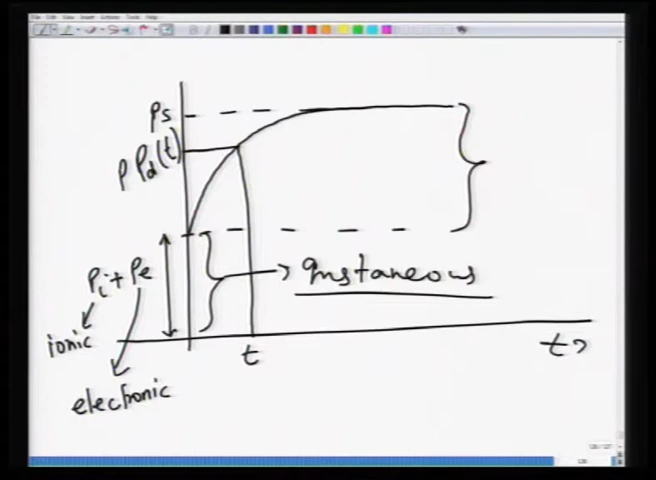 Ps
P Pd(t)
Pi + Pe
Instaneous
ionic
t
t>
electronic